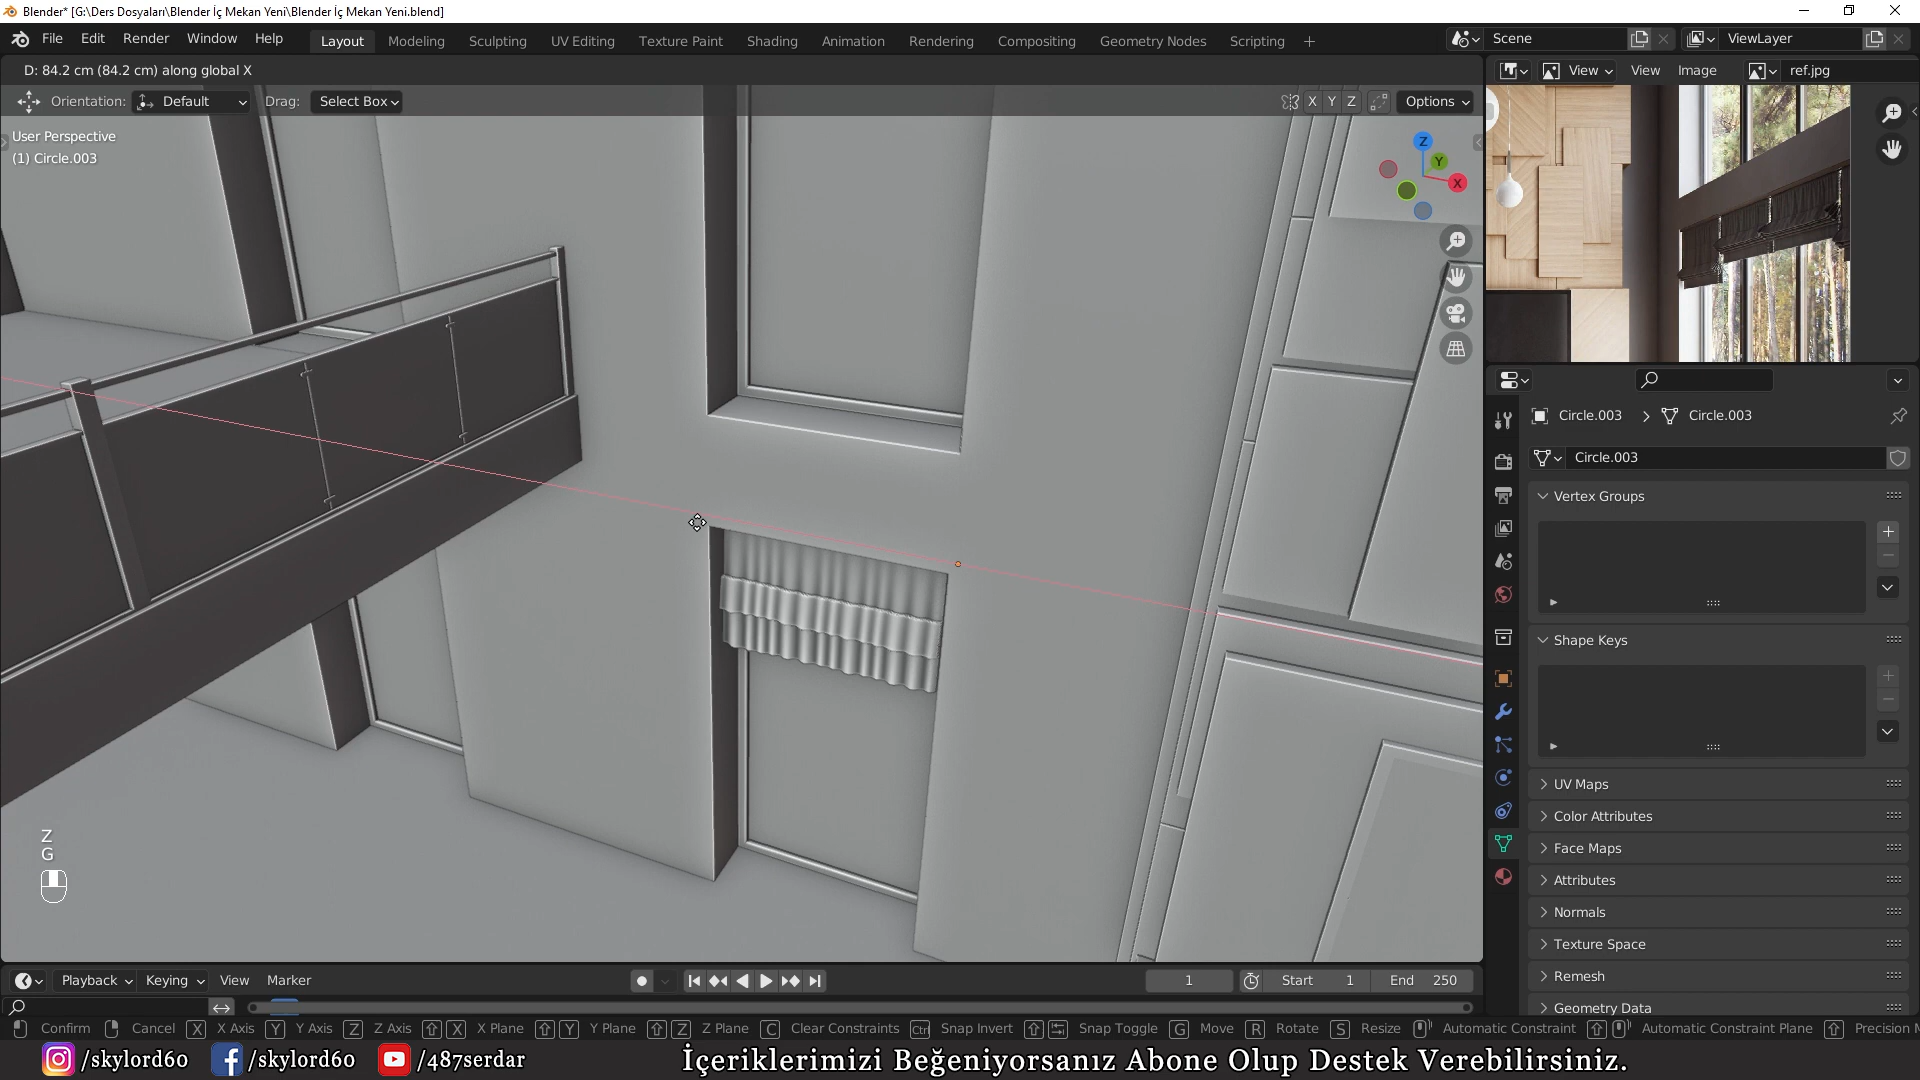 Blender* [G:\Ders Dosyaları\Blender İç Mekan Yeni\Blender İç Mekan Yeni.blend]
File Edit Render Window Help
Layout Modeling Sculpting UV Editing Texture Paint Shading Animation Rendering Compositing Geometry Nodes Scripting +
Scene
ViewLayer
D: 84.2 cm (84.2 cm) along global X
View View Image ref.jpg
Orientation: Default Drag: Select Box
X Y Z Options
User Perspective
(1) Circle.003
Z
Y
X
Circle.003 > Circle.003
Circle.003
Vertex Groups
Shape Keys
UV Maps
Color Attributes
Face Maps
Attributes
Normals
Texture Space
Remesh
Geometry Data
Z
G
Playback Keying View Marker
1 Start 1 End 250
Confirm Cancel X X Axis Y Y Axis Z Z Axis X X Plane Y Y Plane Z Z Plane C Clear Constraints Ctrl Snap Invert Snap Toggle G Move R Rotate S Resize Automatic Constraint Automatic Constraint Plane Precision M
/skylord60 /skylord60 /487serdar
İçeriklerimizi Beğeniyorsanız Abone Olup Destek Verebilirsiniz.